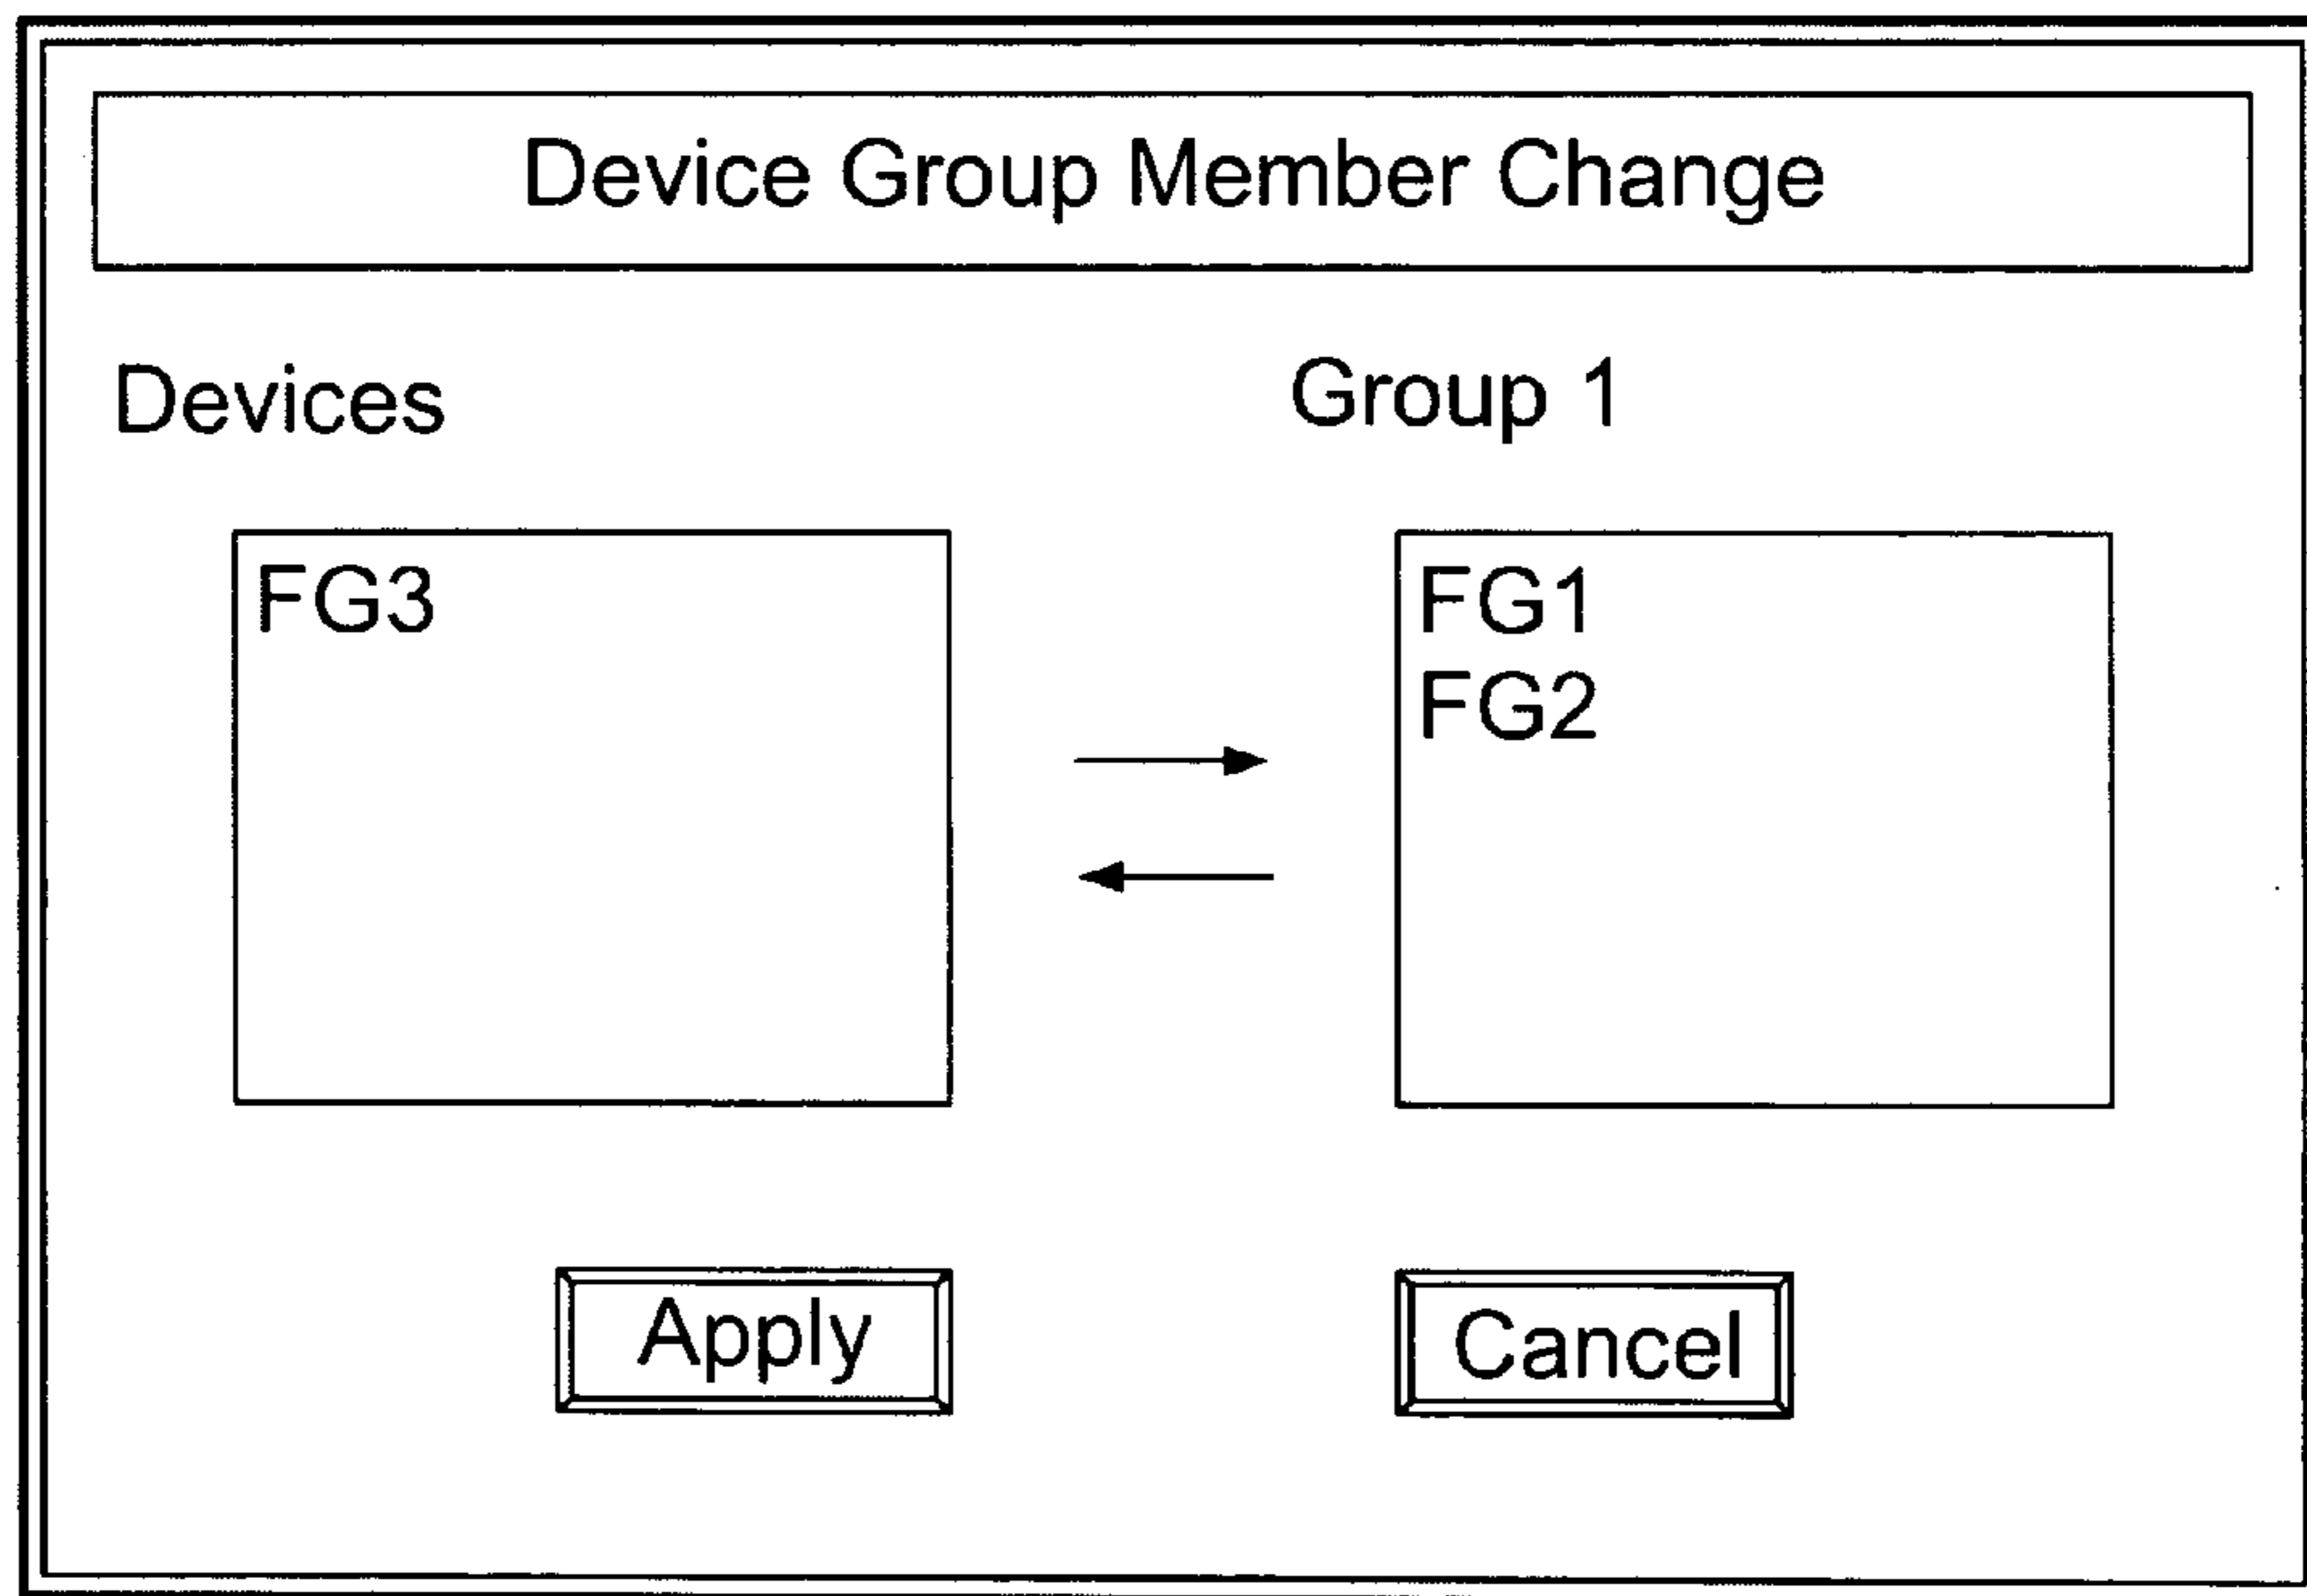 Device Group Member Change
Devices
Group 1
FG3
FG1
FG2
Apply
Cancel